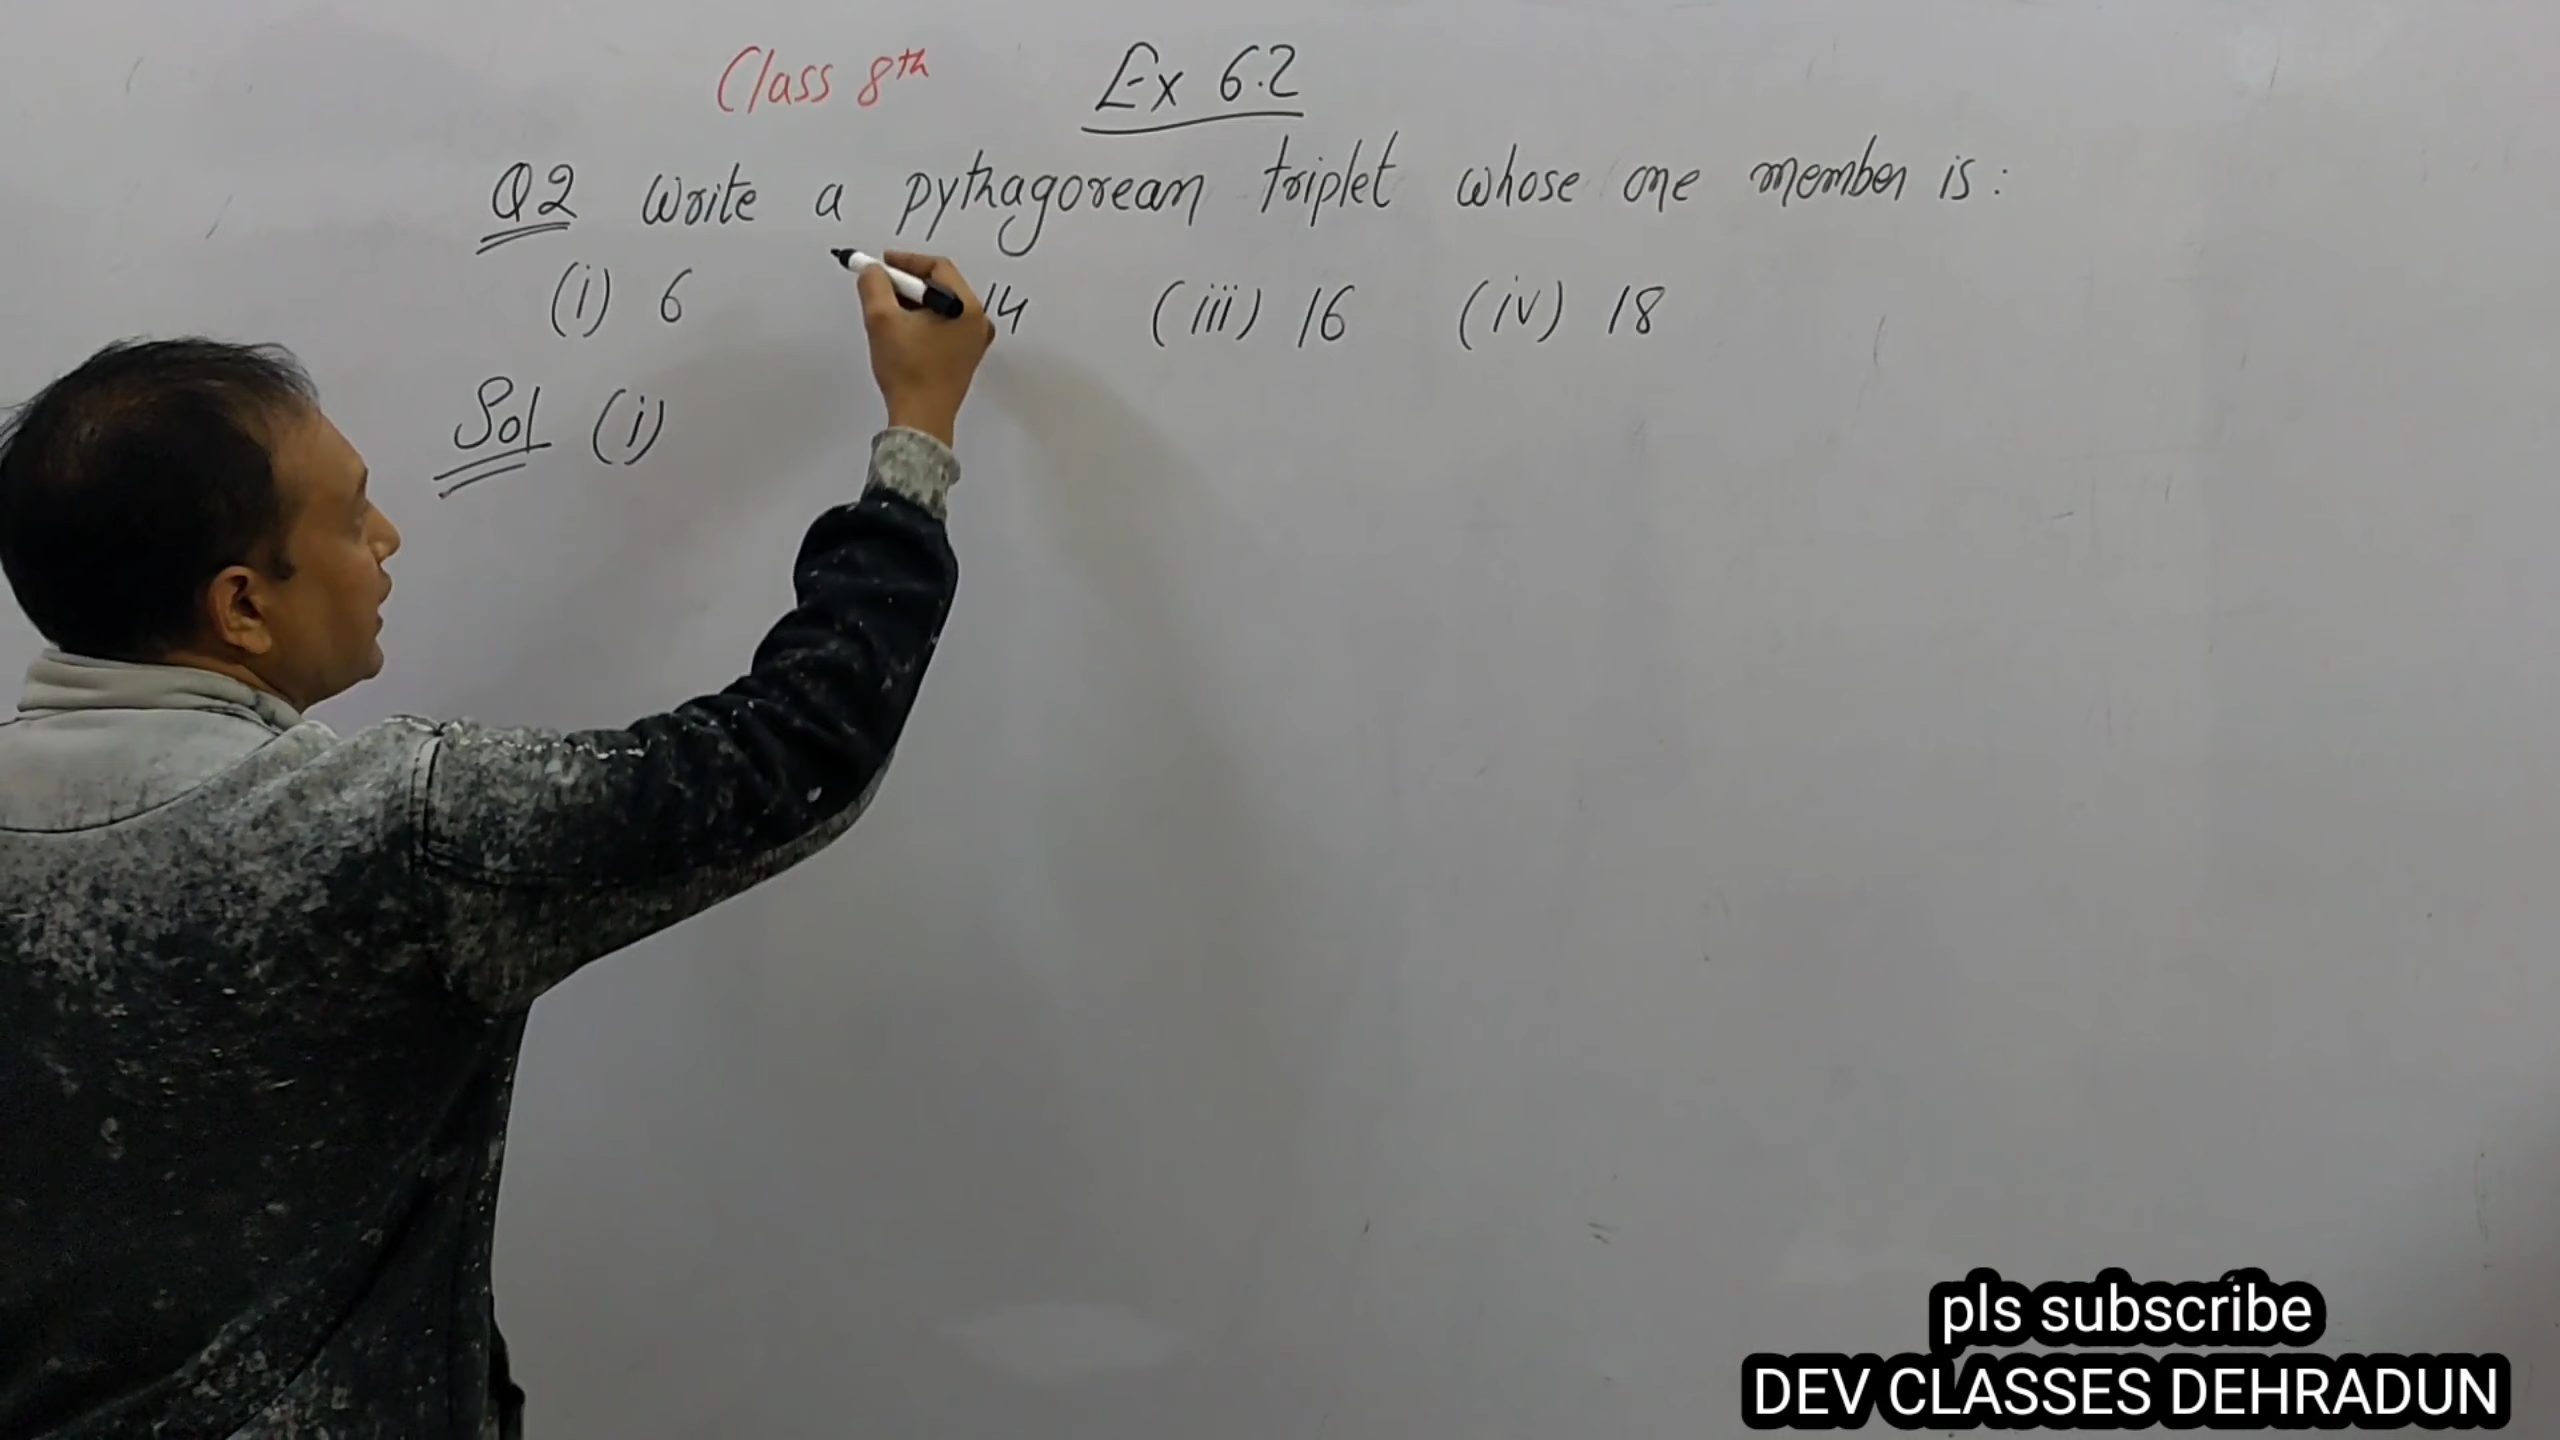 Class 8th Ex 6.2
Q2 Write a pythagorean triplet whose one member is:
(i) 6 14 (iii) 16 (iv) 18
Sol (i)
pls subscribe
DEV CLASSES DEHRADUN